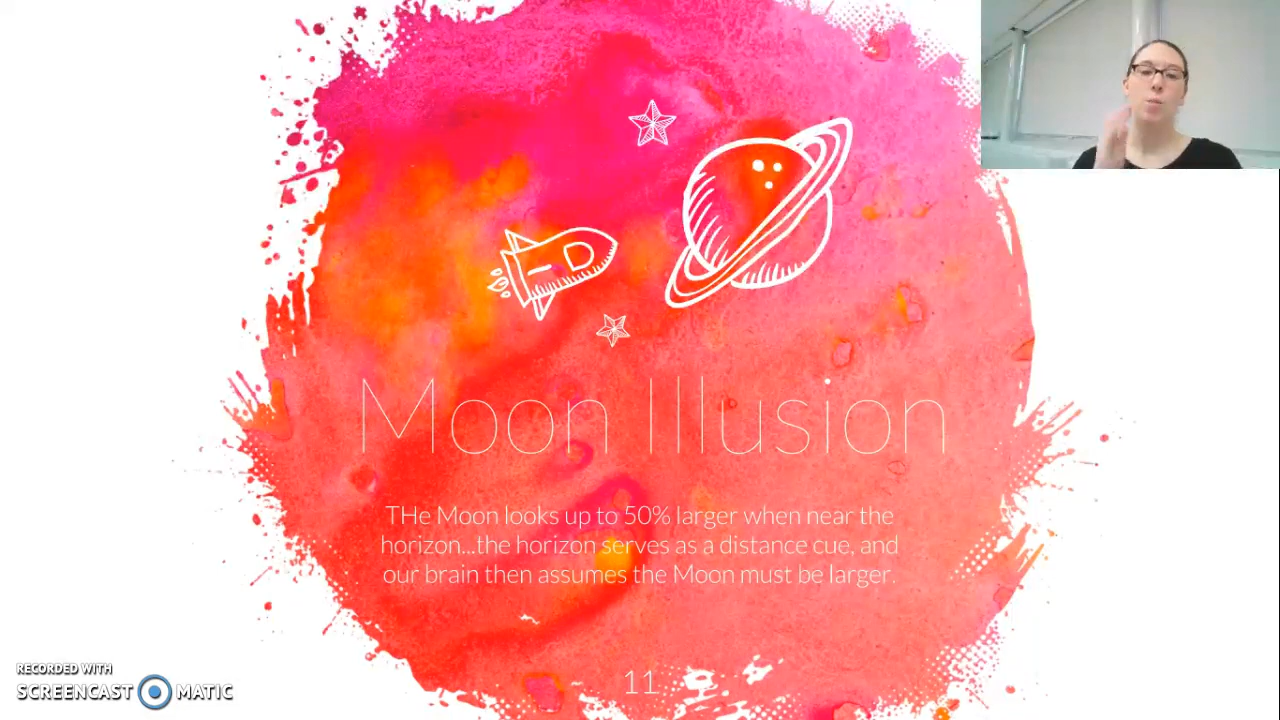 Moon Illusion
THe Moon looks up to 50% larger when near the
horizon...the horizon serves as a distance cue, and
our brain then assumes the Moon must be larger.
11
RECORDED WITH
SCREENCAST MATIC